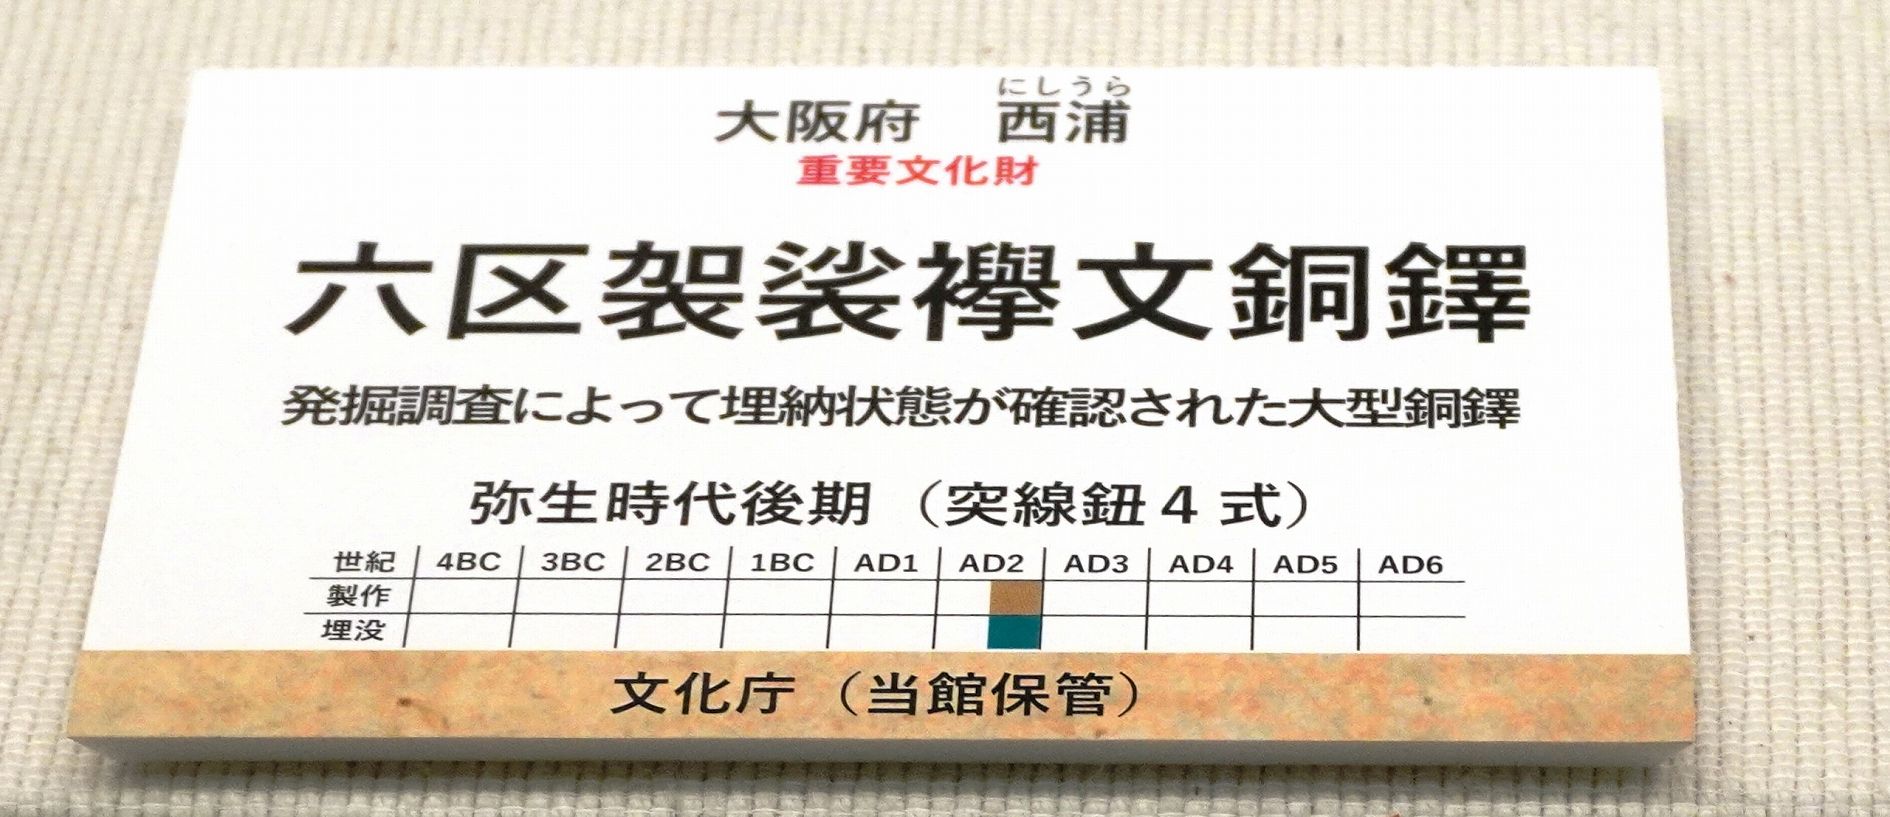 にしうら
大阪府　西浦
重要文化財
六区袈裟襷文銅鐸
発掘調査によって埋納状態が確認された大型銅鐸
弥生時代後期（突線鈕４式）
世紀 4BC 3BC 2BC 1BC AD1 AD2 AD3 AD4 AD5 AD6
製作
埋没
文化庁（当館保管）